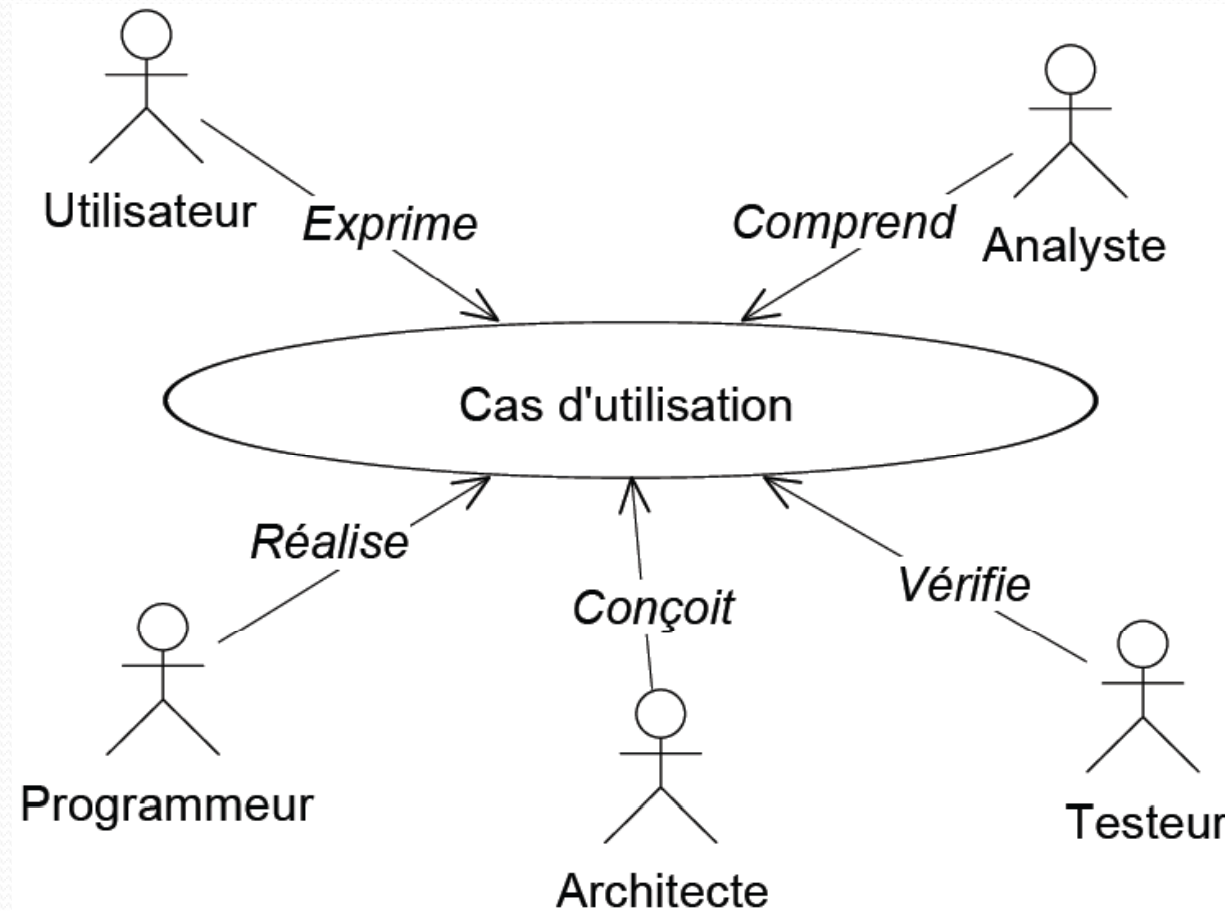 Utilisateur
Exprime
Comprend
Analyste
Cas d'utilisation
Réalise
Conçoit
Vérifie
Programmeur
Architecte
Testeur